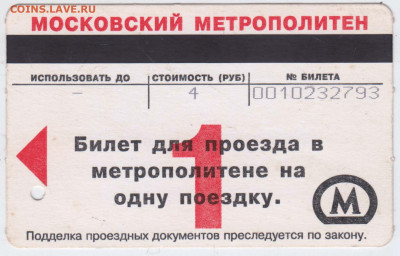 COINS.LAVE.RU
МОСКОВСКИЙ МЕТРОПОЛИТЕН
ИСПОЛЬЗОВАТЬ ДО СТОИМОСТЬ (РУБ) № БИЛЕТА
– 4 0010232793
1
Билет для проезда в
метрополитене на
одну поездку.
М
Подделка проездных документов преследуется по закону.